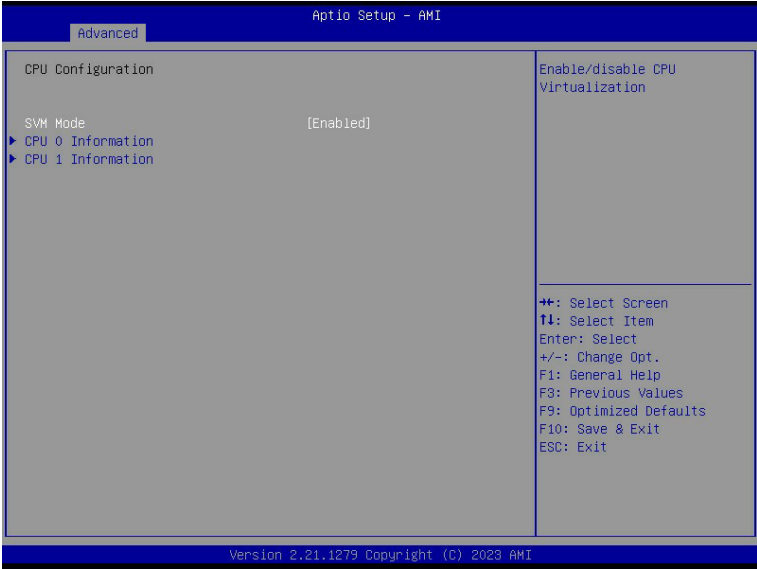 Aptio Setup – AMI
Advanced
CPU Configuration
SVM Mode [Enabled]
CPU 0 Information
CPU 1 Information
Enable/disable CPU
Virtualization
→←: Select Screen
↑↓: Select Item
Enter: Select
+/-: Change Opt.
F1: General Help
F3: Previous Values
F9: Optimized Defaults
F10: Save & Exit
ESC: Exit
Version 2.21.1279 Copyright (C) 2023 AMI